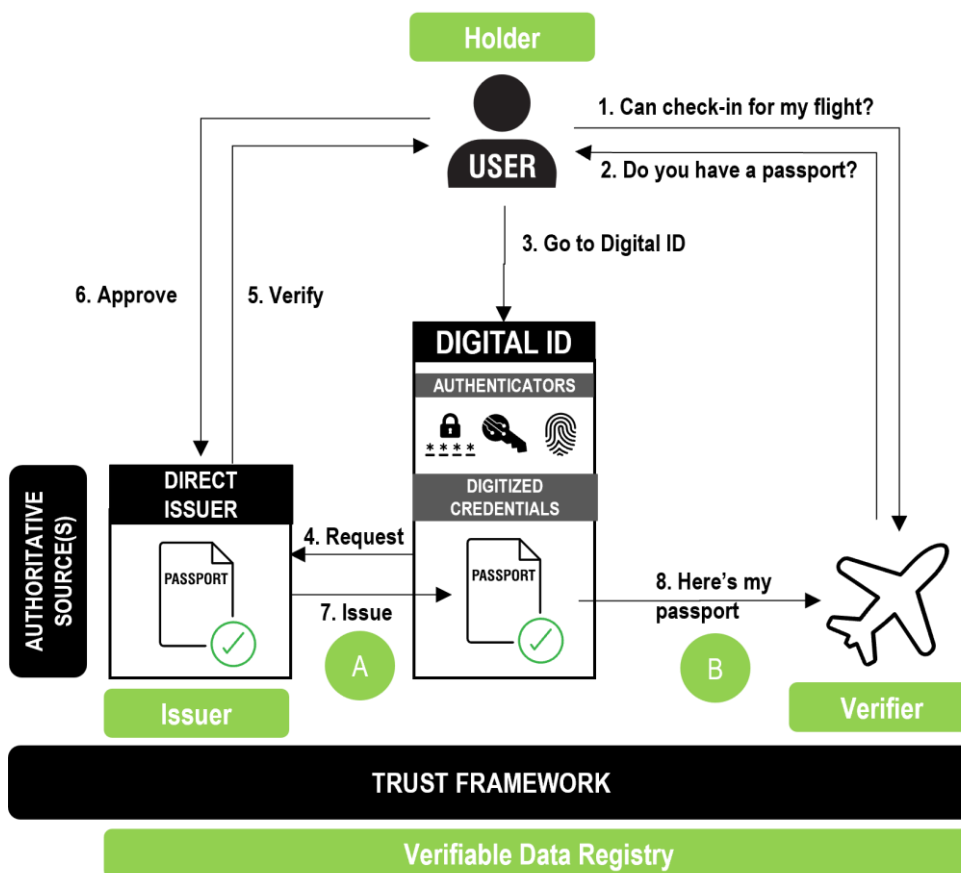 Holder
1. Can check-in for my flight?
USER
2. Do you have a passport?
3. Go to Digital ID
6. Approve
5. Verify
DIGITAL ID
AUTHENTICATORS
* * * *
AUTHORITATIVE
SOURCE(S)
DIRECT
ISSUER
DIGITIZED
CREDENTIALS
4. Request
PASSPORT
PASSPORT
7. Issue
8. Here’s my
passport
A
B
Issuer
Verifier
TRUST FRAMEWORK
Verifiable Data Registry